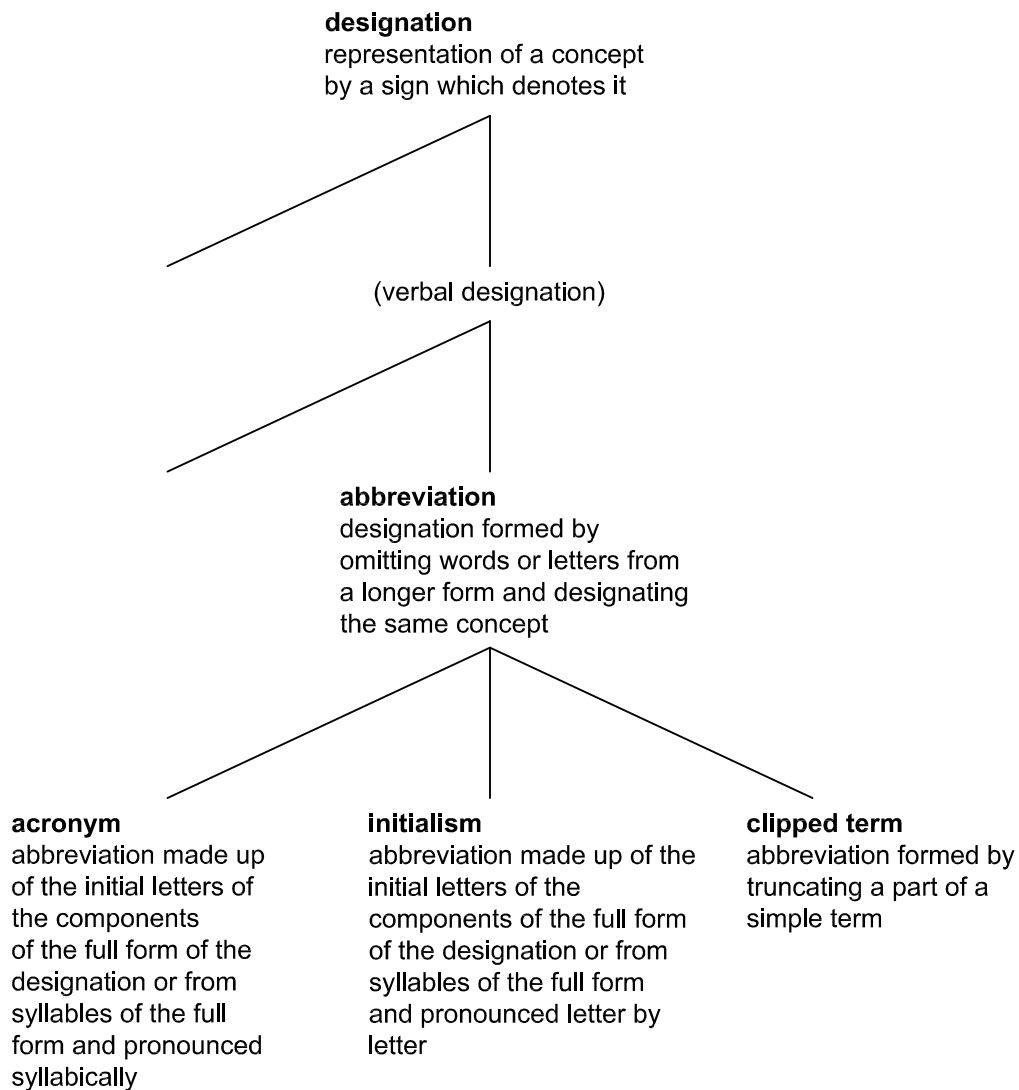 designation
representation of a concept
by a sign which denotes it
(verbal designation)
abbreviation
designation formed by
omitting words or letters from
a longer form and designating
the same concept
acronym
abbreviation made up
of the initial letters of
the components
of the full form of the
designation or from
syllables of the full
form and pronounced
syllabically
initialism
abbreviation made up of the
initial letters of the
components of the full form
of the designation or from
syllables of the full form
and pronounced letter by
letter
clipped term
abbreviation formed by
truncating a part of a
simple term